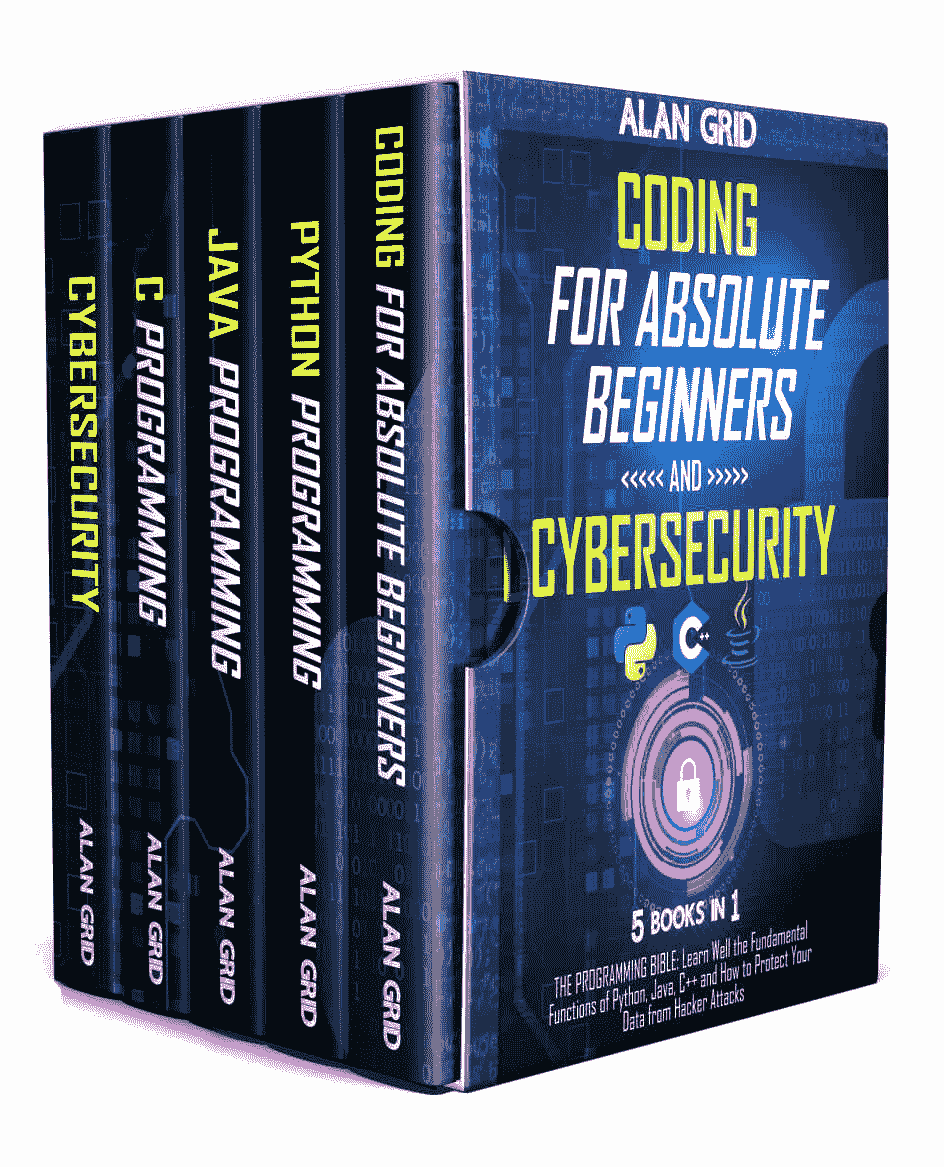 CYBERSECURITY
ALAN GRID
C PROGRAMMING
ALAN GRID
JAVA PROGRAMMING
ALAN GRID
PYTHON PROGRAMMING
ALAN GRID
CODING FOR ABSOLUTE BEGINNERS
ALAN GRID
ALAN GRID
CODING
FOR ABSOLUTE
BEGINNERS
<<<<< AND >>>>>
CYBERSECURITY
C++
5 BOOKS IN 1
THE PROGRAMMING BIBLE: Learn Well the Fundamental
Functions of Python, Java, C++ and How to Protect Your
Data from Hacker Attacks